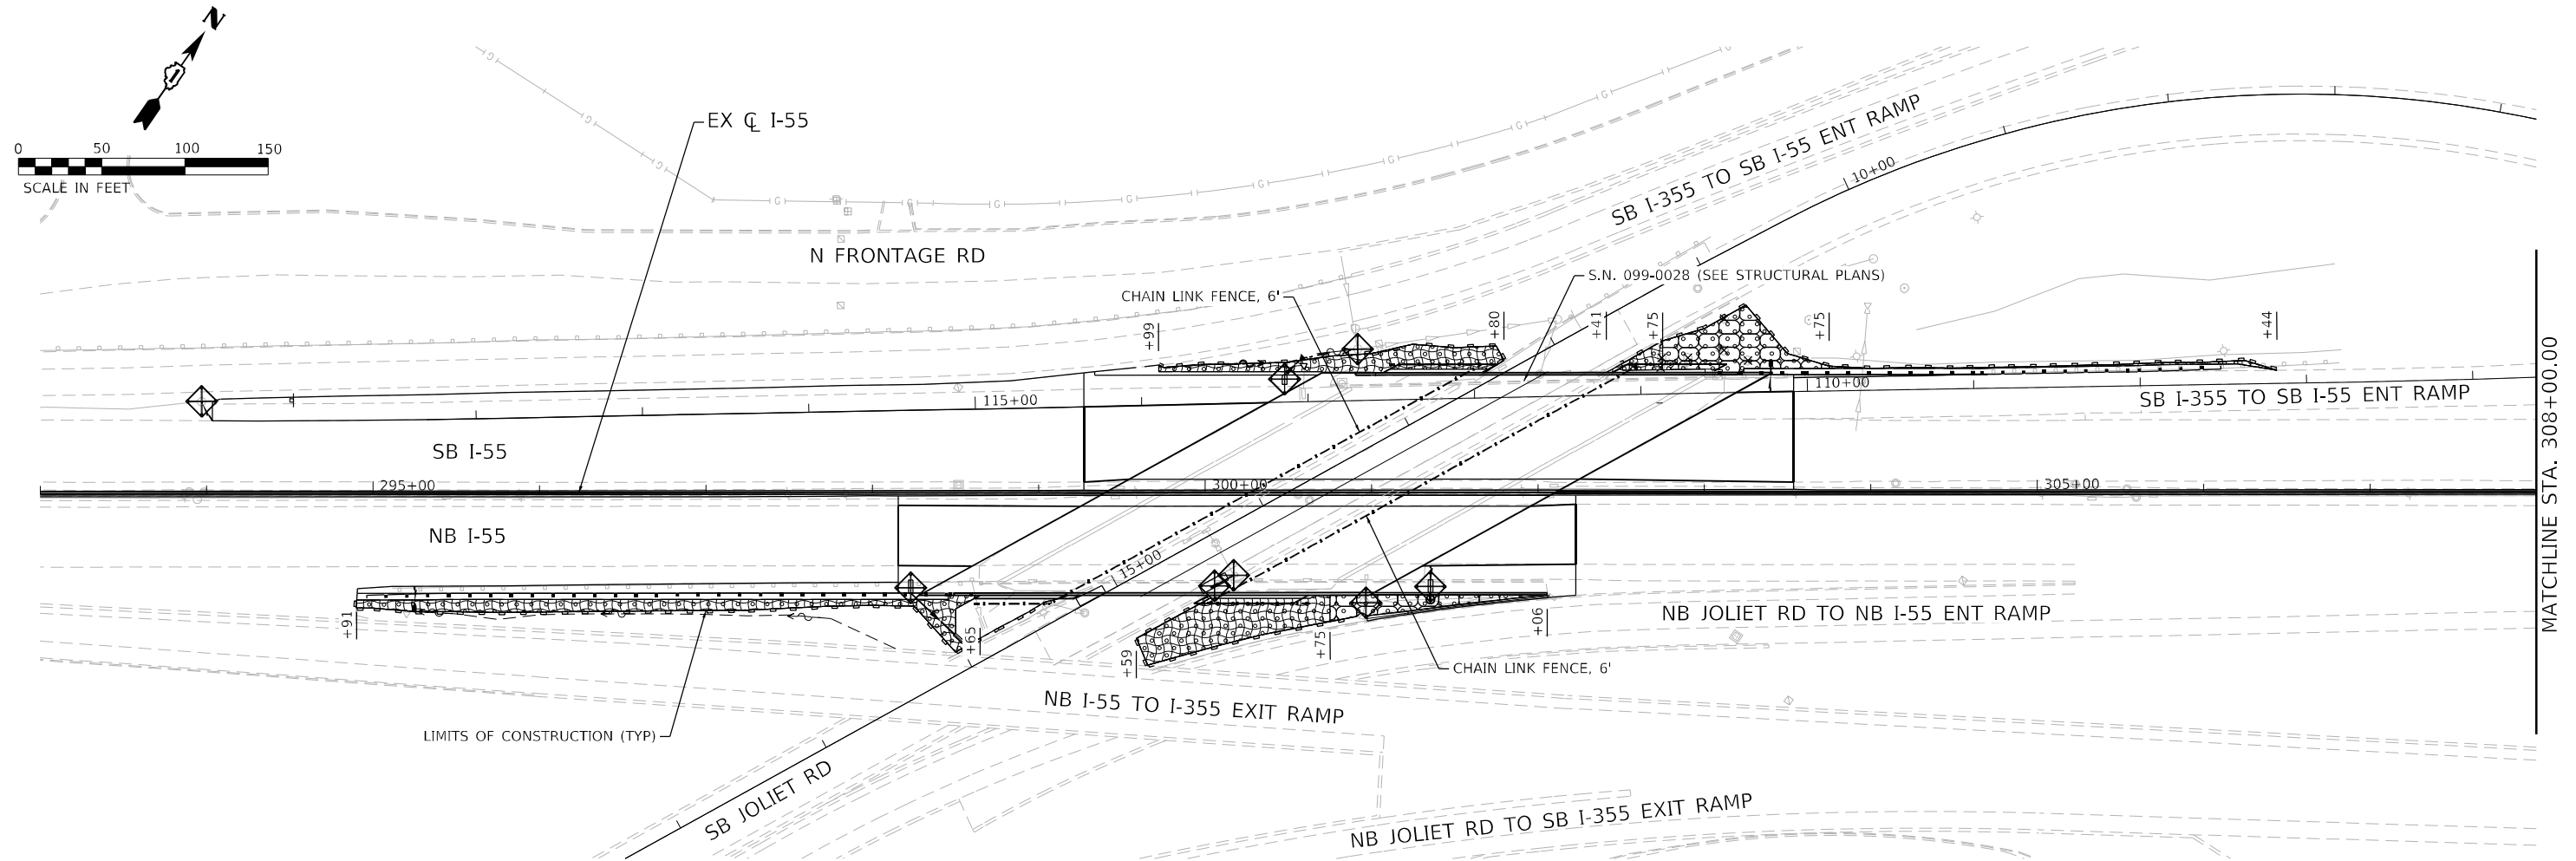 N
0 50 100 150
SCALE IN FEET
EX ℄ I-55
N FRONTAGE RD
SB I-355 TO SB I-55 ENT RAMP
10+00
S.N. 099-0028 (SEE STRUCTURAL PLANS)
CHAIN LINK FENCE, 6'
+99
+80
+41
+75
+75
+44
115+00
110+00
SB I-355 TO SB I-55 ENT RAMP
MATCHLINE STA. 308+00.00
SB I-55
295+00
300+00
305+00
NB I-55
15+00
+91
+65
+59
+75
+06
NB JOLIET RD TO NB I-55 ENT RAMP
CHAIN LINK FENCE, 6'
NB I-55 TO I-355 EXIT RAMP
LIMITS OF CONSTRUCTION (TYP)
SB JOLIET RD
NB JOLIET RD TO SB I-355 EXIT RAMP
G G G G G G G G G G G G